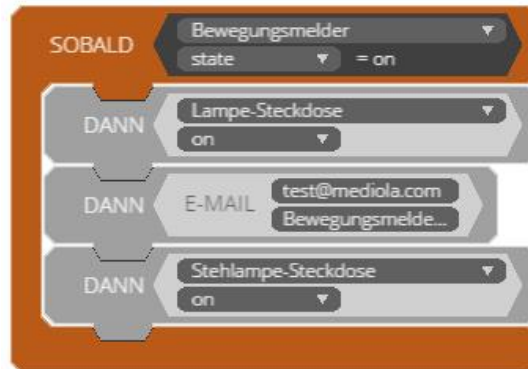 SOBALD
Bewegungsmelder
state = on
DANN
Lampe-Steckdose
on
DANN
E-MAIL
test@mediola.com
Bewegungsmelde...
DANN
Stehlampe-Steckdose
on